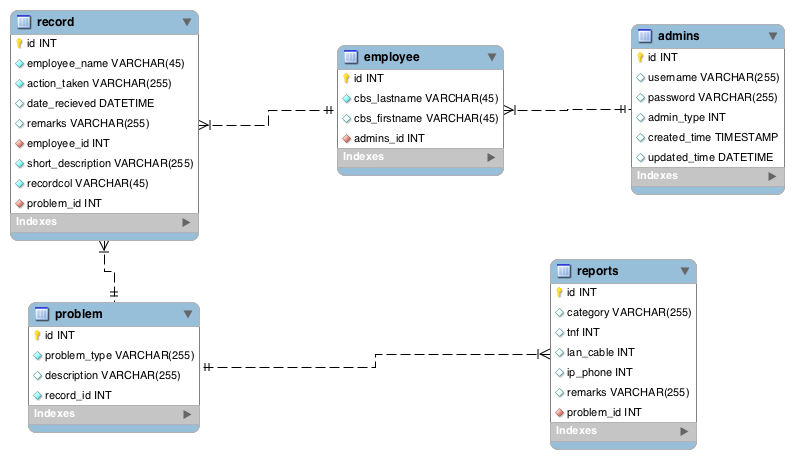 record
id INT
employee_name VARCHAR(45)
action_taken VARCHAR(255)
date_recieved DATETIME
remarks VARCHAR(255)
employee_id INT
short_description VARCHAR(255)
recordcol VARCHAR(45)
problem_id INT
Indexes
employee
id INT
cbs_lastname VARCHAR(45)
cbs_firstname VARCHAR(45)
admins_id INT
Indexes
admins
id INT
username VARCHAR(255)
password VARCHAR(255)
admin_type INT
created_time TIMESTAMP
updated_time DATETIME
Indexes
problem
id INT
problem_type VARCHAR(255)
description VARCHAR(255)
record_id INT
Indexes
reports
id INT
category VARCHAR(255)
tnf INT
lan_cable INT
ip_phone INT
remarks VARCHAR(255)
problem_id INT
Indexes